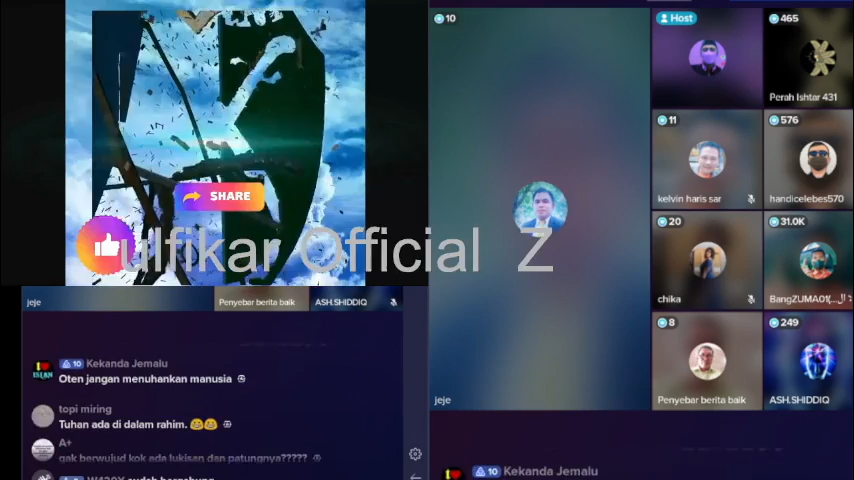 SHARE
ulfikar Official Z
jeje
Penyebar berita baik
ASH.SHIDDIQ
10 Kekanda Jemalu
Oten jangan menuhankan manusia
topi miring
Tuhan ada di dalam rahim. 😂😂
A+
gak berwujud kok ada lukisan dan patungnya?????
10
Host
465
Perah Ishtar 431
11
kelvin haris sar
576
handicelebes570
20
chika
31.0K
BangZUMA01(...
8
Penyebar berita baik
249
ASH.SHIDDIQ
jeje
10 Kekanda Jemalu